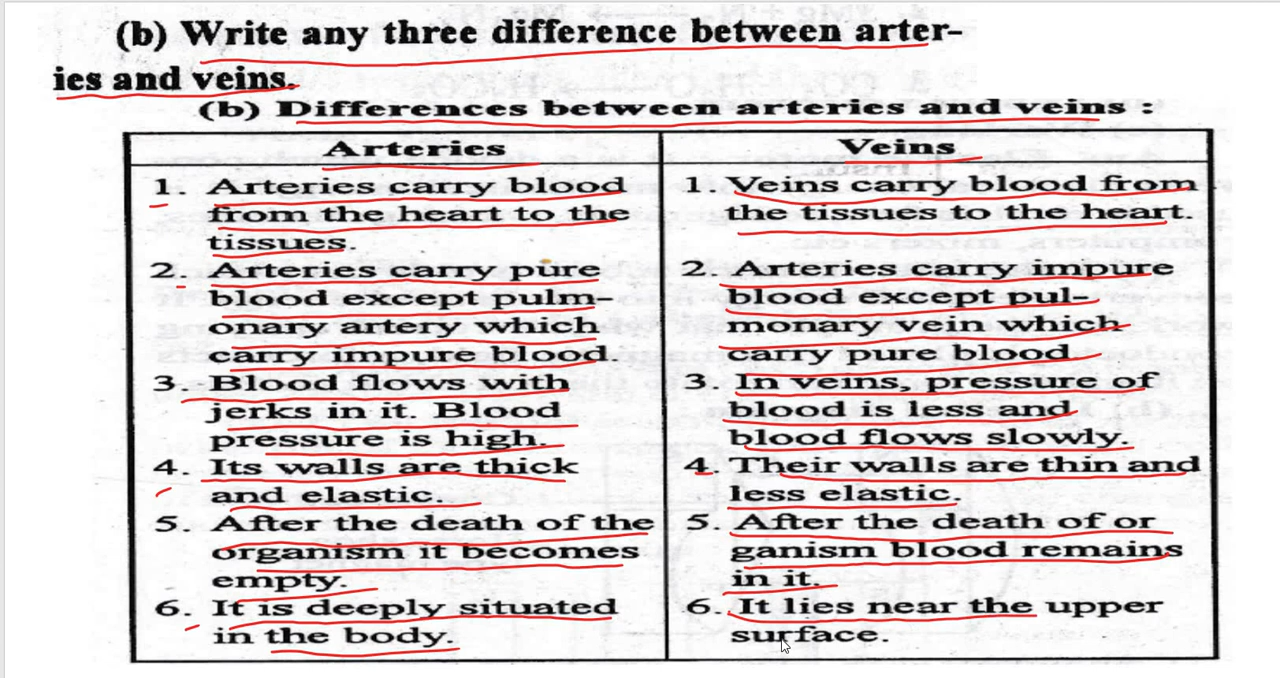 (b) Write any three difference between arter-
ies and veins.
(b) Differences between arteries and veins :
Arteries
1. Arteries carry blood
from the heart to the
tissues.
2. Arteries carry pure
blood except pulm-
onary artery which
carry impure blood.
3. Blood flows with
jerks in it. Blood
pressure is high.
4. Its walls are thick
and elastic.
5. After the death of the
organism it becomes
empty.
6. It is deeply situated
in the body.
Veins
1. Veins carry blood from
the tissues to the heart.
2. Arteries carry impure
blood except pul-
monary vein which
carry pure blood
3. In veins, pressure of
blood is less and
blood flows slowly.
4. Their walls are thin and
less elastic.
5. After the death of or
ganism blood remains
in it.
6. It lies near the upper
surface.